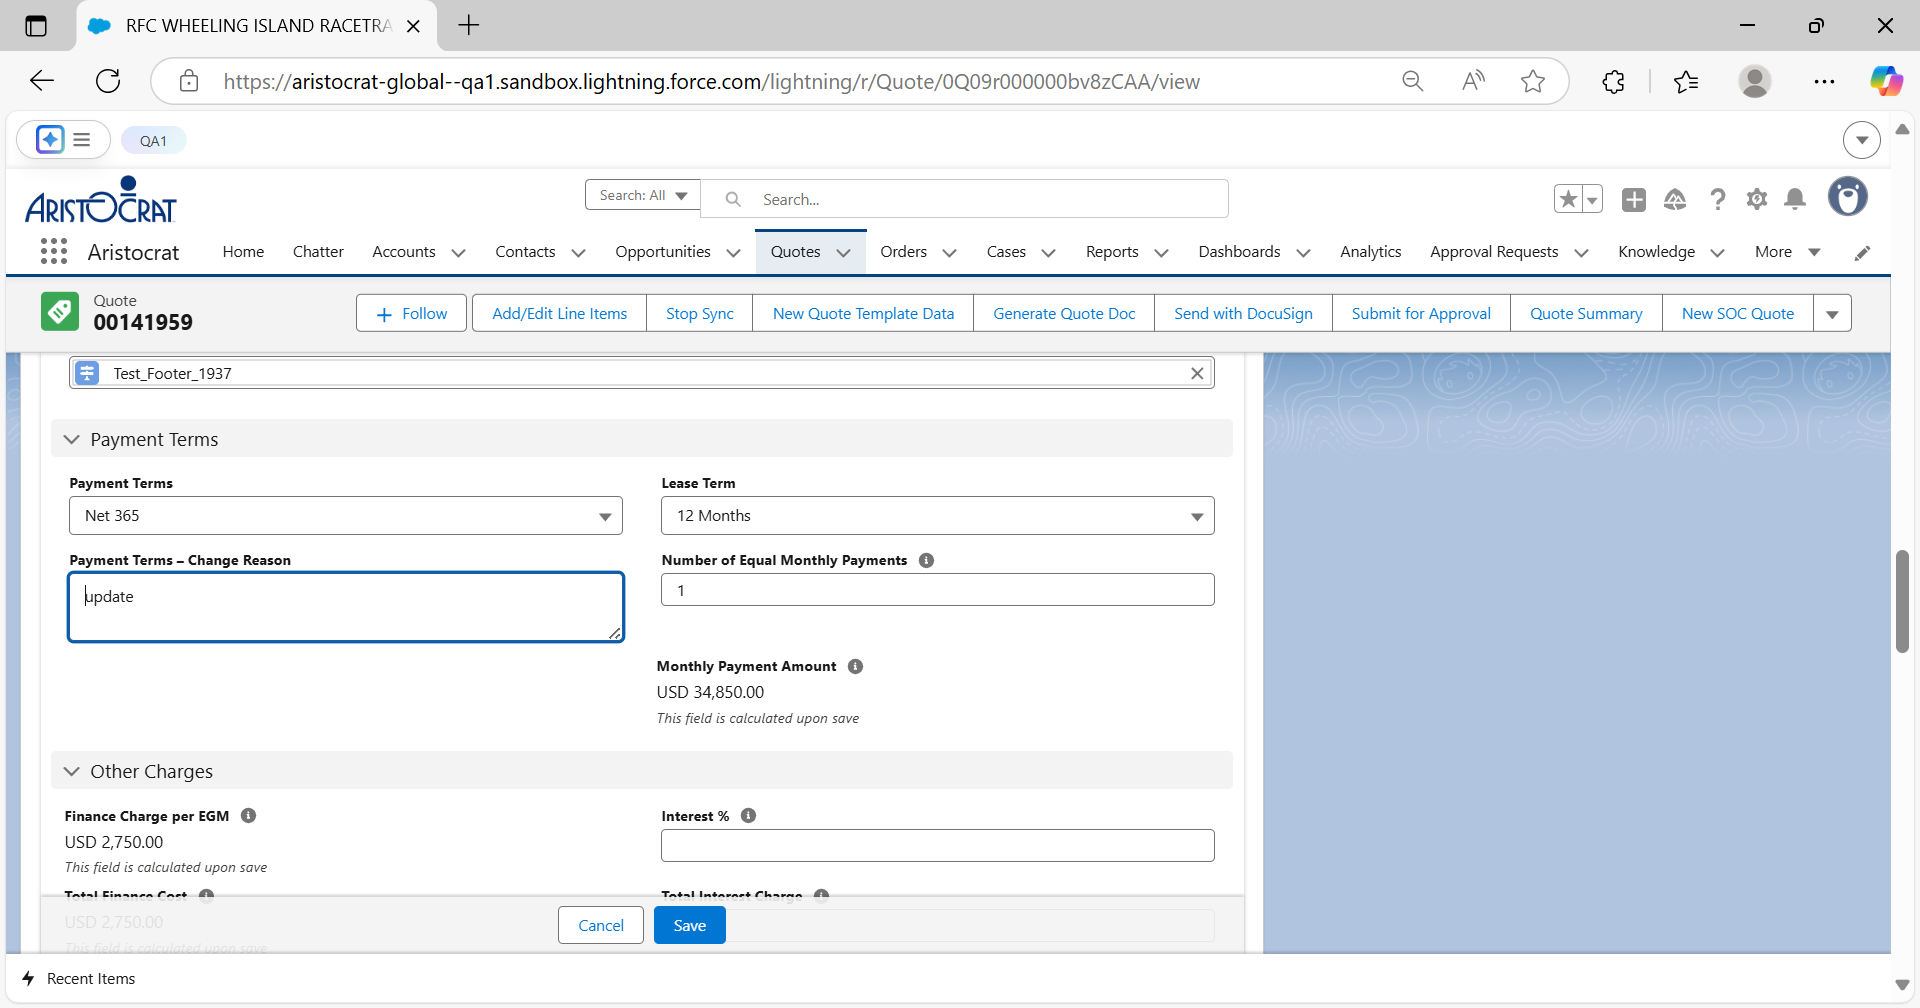 RFC WHEELING ISLAND RACETRA
https://aristocrat-global--qa1.sandbox.lightning.force.com/lightning/r/Quote/0Q09r000000bv8zCAA/view
QA1
ARISTOCRAT
Search: All
Search...
Aristocrat
Home
Chatter
Accounts
Contacts
Opportunities
Quotes
Orders
Cases
Reports
Dashboards
Analytics
Approval Requests
Knowledge
More
Quote
00141959
Follow
Add/Edit Line Items
Stop Sync
New Quote Template Data
Generate Quote Doc
Send with DocuSign
Submit for Approval
Quote Summary
New SOC Quote
Test_Footer_1937
Payment Terms
Payment Terms
Net 365
Lease Term
12 Months
Payment Terms – Change Reason
update
Number of Equal Monthly Payments
1
Monthly Payment Amount
USD 34,850.00
This field is calculated upon save
Other Charges
Finance Charge per EGM
USD 2,750.00
This field is calculated upon save
Interest %
Total Finance Cost
USD 2,750.00
This field is calculated upon save
Total Interest Charge
Cancel
Save
Recent Items